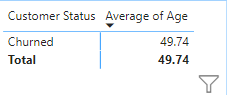 Customer Status Average of Age
Churned 49.74
Total 49.74